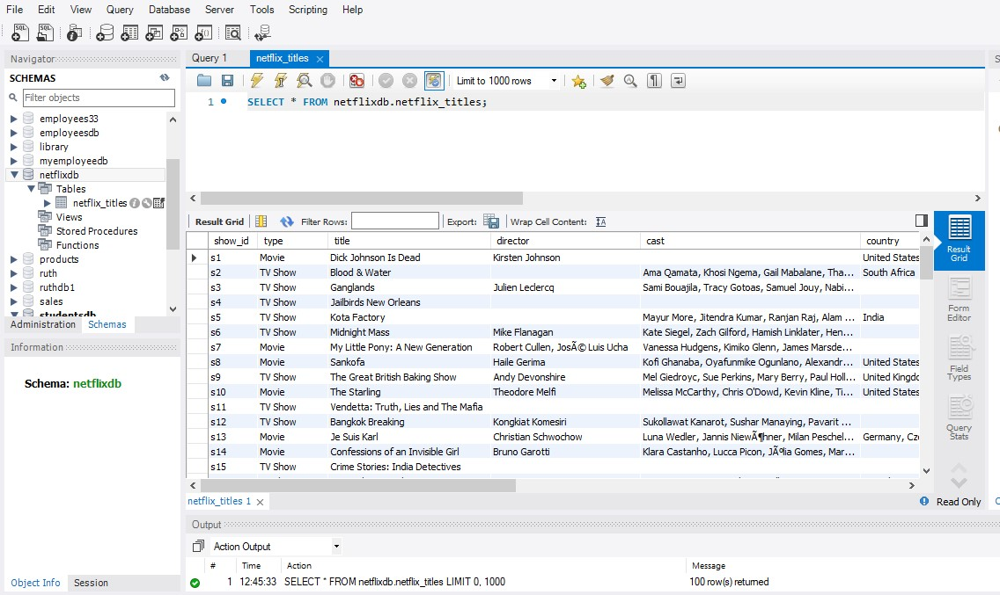 File Edit View Query Database Server Tools Scripting Help
Navigator
SCHEMAS
Filter objects
employees33
employeesdb
library
myemployeedb
netflixdb
Tables
netflix_titles
Views
Stored Procedures
Functions
products
ruth
ruthdb1
sales
studentsdb
Administration Schemas
Information
Schema: netflixdb
Object Info Session
Query 1 netflix_titles
Limit to 1000 rows
1 SELECT * FROM netflixdb.netflix_titles;
Result Grid Filter Rows: Export: Wrap Cell Content:
show_id type title director cast country
s1 Movie Dick Johnson Is Dead Kirsten Johnson United States
s2 TV Show Blood & Water Ama Qamata, Khosi Ngema, Gail Mabalane, Tha... South Africa
s3 TV Show Ganglands Julien Leclercq Sami Bouajila, Tracy Gotoas, Samuel Jouy, Nabi...
s4 TV Show Jailbirds New Orleans
s5 TV Show Kota Factory Mayur More, Jitendra Kumar, Ranjan Raj, Alam ... India
s6 TV Show Midnight Mass Mike Flanagan Kate Siegel, Zach Gilford, Hamish Linklater, Hen...
s7 Movie My Little Pony: A New Generation Robert Cullen, JosÃ© Luis Ucha Vanessa Hudgens, Kimiko Glenn, James Marsde...
s8 Movie Sankofa Haile Gerima Kofi Ghanaba, Oyafunmike Ogunlano, Alexandr... United States
s9 TV Show The Great British Baking Show Andy Devonshire Mel Giedroyc, Sue Perkins, Mary Berry, Paul Holl... United Kingdo
s10 Movie The Starling Theodore Melfi Melissa McCarthy, Chris O'Dowd, Kevin Kline, Ti... United States
s11 TV Show Vendetta: Truth, Lies and The Mafia
s12 TV Show Bangkok Breaking Kongkiat Komesiri Sukollawat Kanarot, Sushar Manaying, Pavarit ...
s13 Movie Je Suis Karl Christian Schwochow Luna Wedler, Jannis NiewÃ¶hner, Milan Peschel... Germany, Cze
s14 Movie Confessions of an Invisible Girl Bruno Garotti Klara Castanho, Lucca Picon, JÃºlia Gomes, Mar...
s15 TV Show Crime Stories: India Detectives
Result
Grid
Form
Editor
Field
Types
Query
Stats
netflix_titles 1 Read Only
Output
Action Output
# Time Action Message
1 12:45:33 SELECT * FROM netflixdb.netflix_titles LIMIT 0, 1000 100 row(s) returned